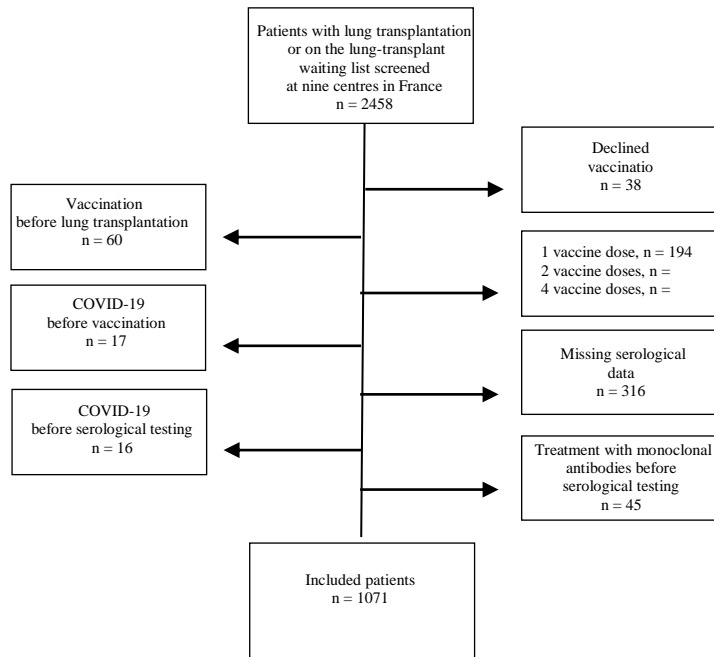 Patients with lung transplantation
or on the lung-transplant
waiting list screened
at nine centres in France
n = 2458
Declined
vaccinatio
n = 38
Vaccination
before lung transplantation
n = 60
1 vaccine dose, n = 194
2 vaccine doses, n =
4 vaccine doses, n =
COVID-19
before vaccination
n = 17
Missing serological
data
n = 316
COVID-19
before serological testing
n = 16
Treatment with monoclonal
antibodies before
serological testing
n = 45
Included patients
n = 1071